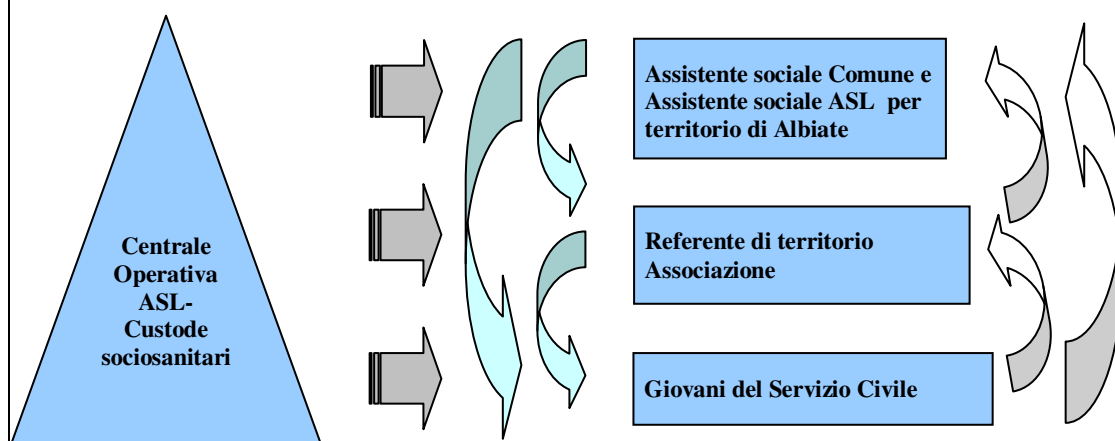 Centrale
Operativa
ASL-
Custode
sociosanitari
Assistente sociale Comune e
Assistente sociale ASL per
territorio di Albiate
Referente di territorio
Associazione
Giovani del Servizio Civile